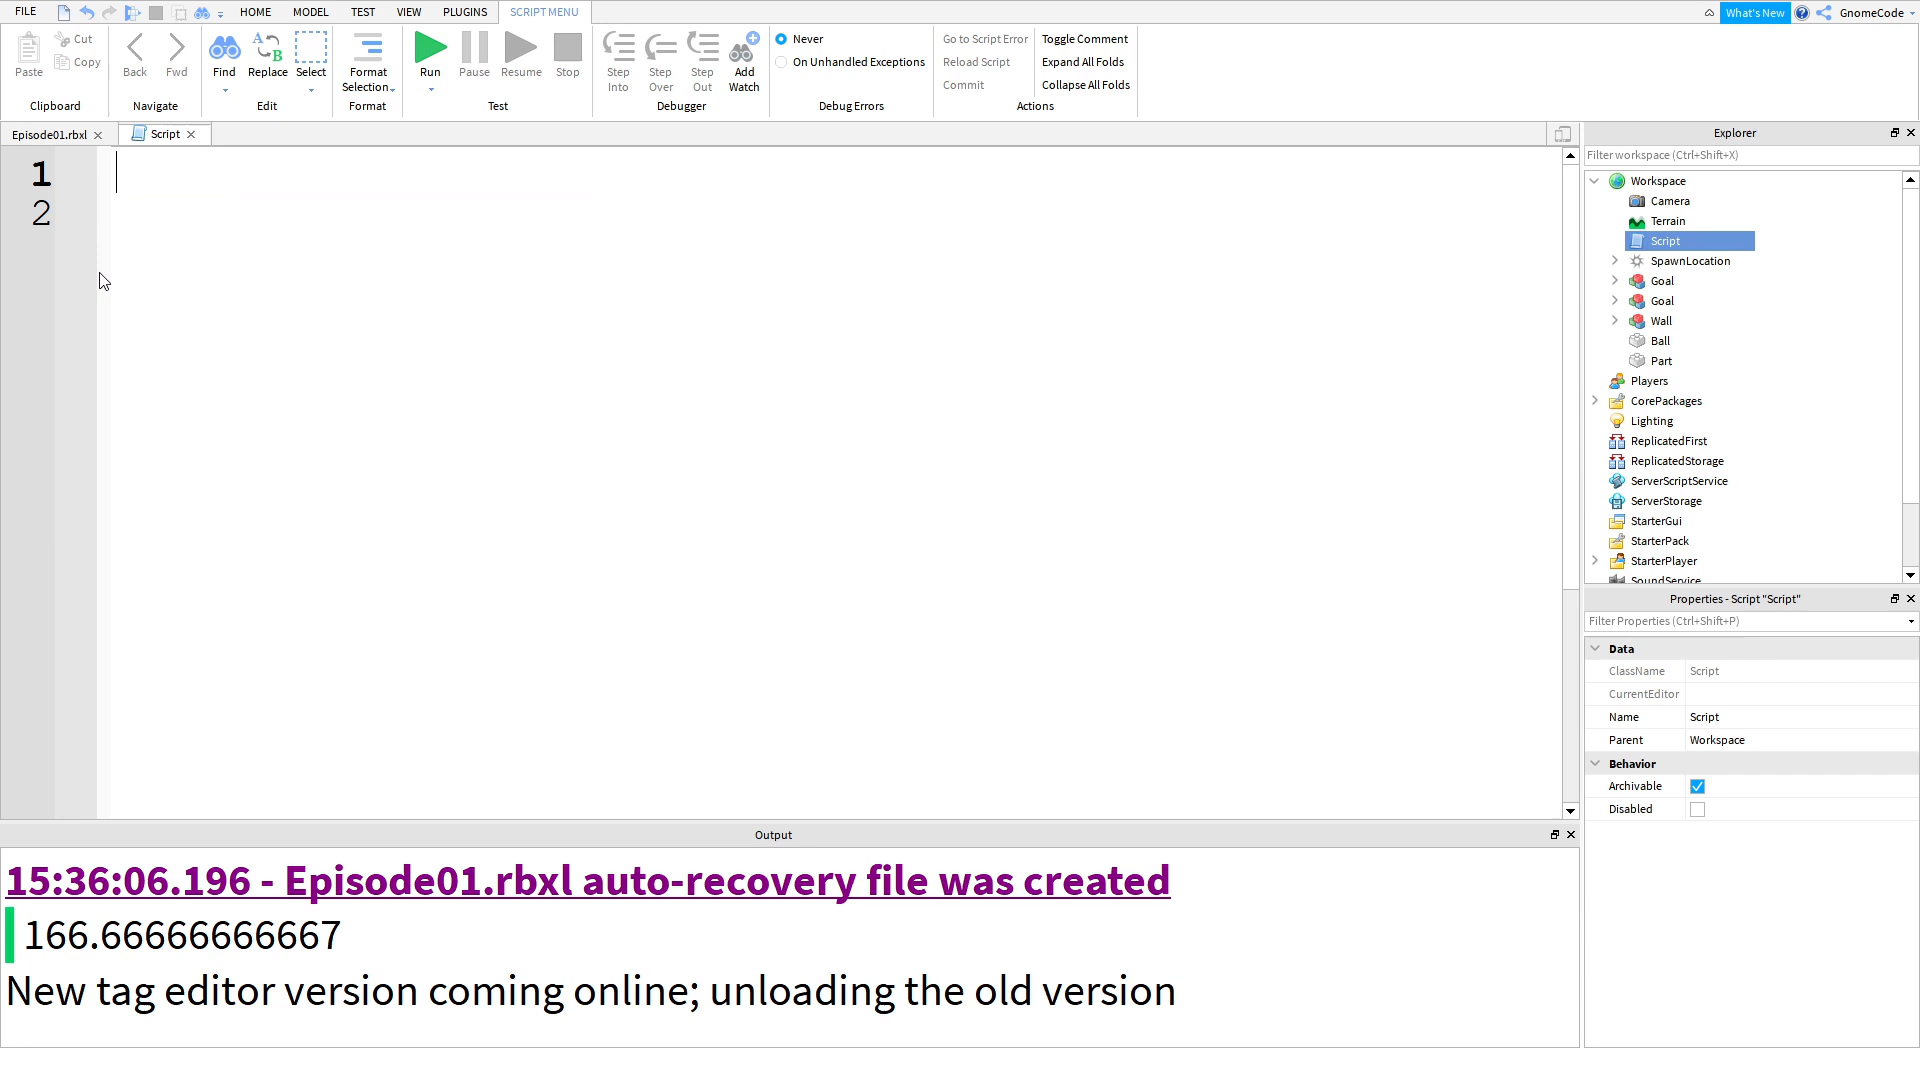 FILE HOME MODEL TEST VIEW PLUGINS SCRIPT MENU What's New GnomeCode
Paste Cut Copy
Clipboard
Back Fwd
Navigate
Find Replace Select
A B
Edit
Format Selection
Format
Run Pause Resume Stop
Test
Step Into
Step Over
Step Out
Add Watch
Debugger
Never
On Unhandled Exceptions
Debug Errors
Go to Script Error
Reload Script
Commit
Toggle Comment
Expand All Folds
Collapse All Folds
Actions
Episode01.rbxl Script
1
2
Explorer
Filter workspace (Ctrl+Shift+X)
Workspace
Camera
Terrain
Script
SpawnLocation
Goal
Goal
Wall
Ball
Part
Players
CorePackages
Lighting
ReplicatedFirst
ReplicatedStorage
ServerScriptService
ServerStorage
StarterGui
StarterPack
StarterPlayer
SoundService
Properties - Script "Script"
Filter Properties (Ctrl+Shift+P)
Data
ClassName Script
CurrentEditor
Name Script
Parent Workspace
Behavior
Archivable
Disabled
Output
15:36:06.196 - Episode01.rbxl auto-recovery file was created
166.66666666667
New tag editor version coming online; unloading the old version